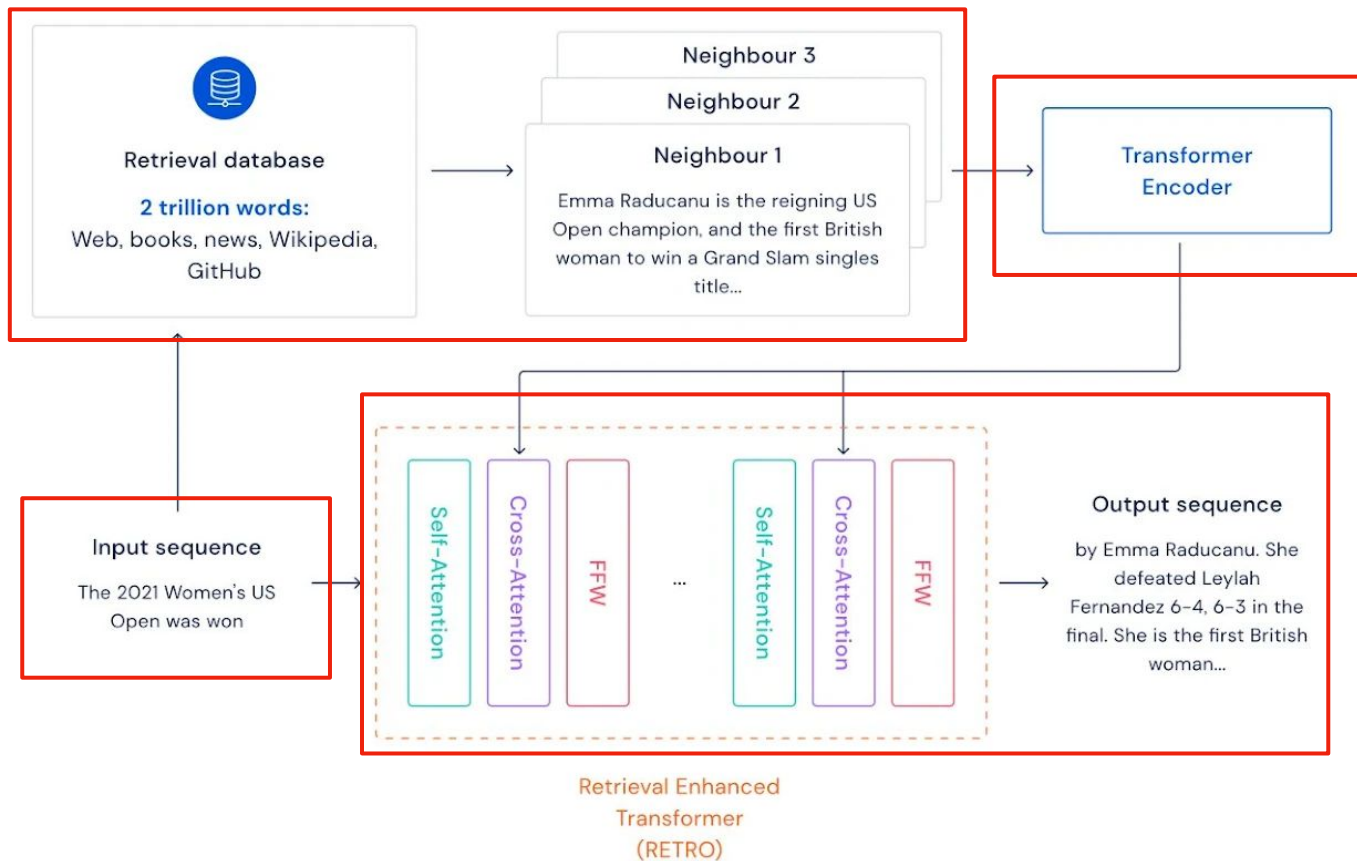 Retrieval database
2 trillion words:
Web, books, news, Wikipedia,
GitHub
Neighbour 3
Neighbour 2
Neighbour 1
Emma Raducanu is the reigning US
Open champion, and the first British
woman to win a Grand Slam singles
title...
Transformer
Encoder
Input sequence
The 2021 Women's US
Open was won
Self-Attention
Cross-Attention
FFW
...
Self-Attention
Cross-Attention
FFW
Output sequence
by Emma Raducanu. She
defeated Leylah
Fernandez 6-4, 6-3 in the
final. She is the first British
woman...
Retrieval Enhanced
Transformer
(RETRO)